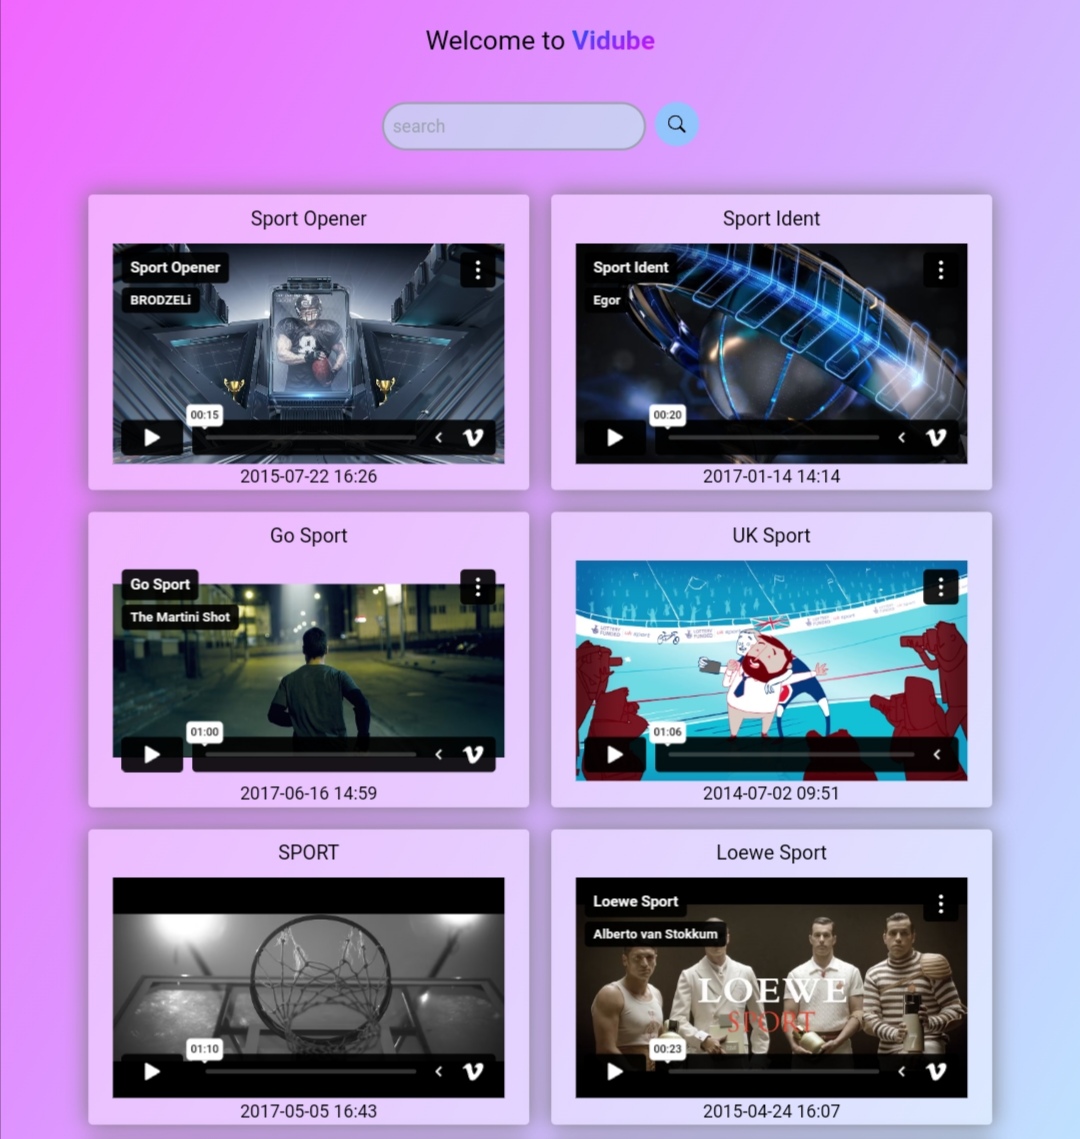 Welcome to Vidube
search
Sport Opener
Sport Opener
BRODZELi
00:15
2015-07-22 16:26
Sport Ident
Sport Ident
Egor
00:20
2017-01-14 14:14
Go Sport
Go Sport
The Martini Shot
01:00
2017-06-16 14:59
UK Sport
01:06
2014-07-02 09:51
SPORT
01:10
2017-05-05 16:43
Loewe Sport
Loewe Sport
Alberto van Stokkum
LOEWE
SPORT
00:23
2015-04-24 16:07